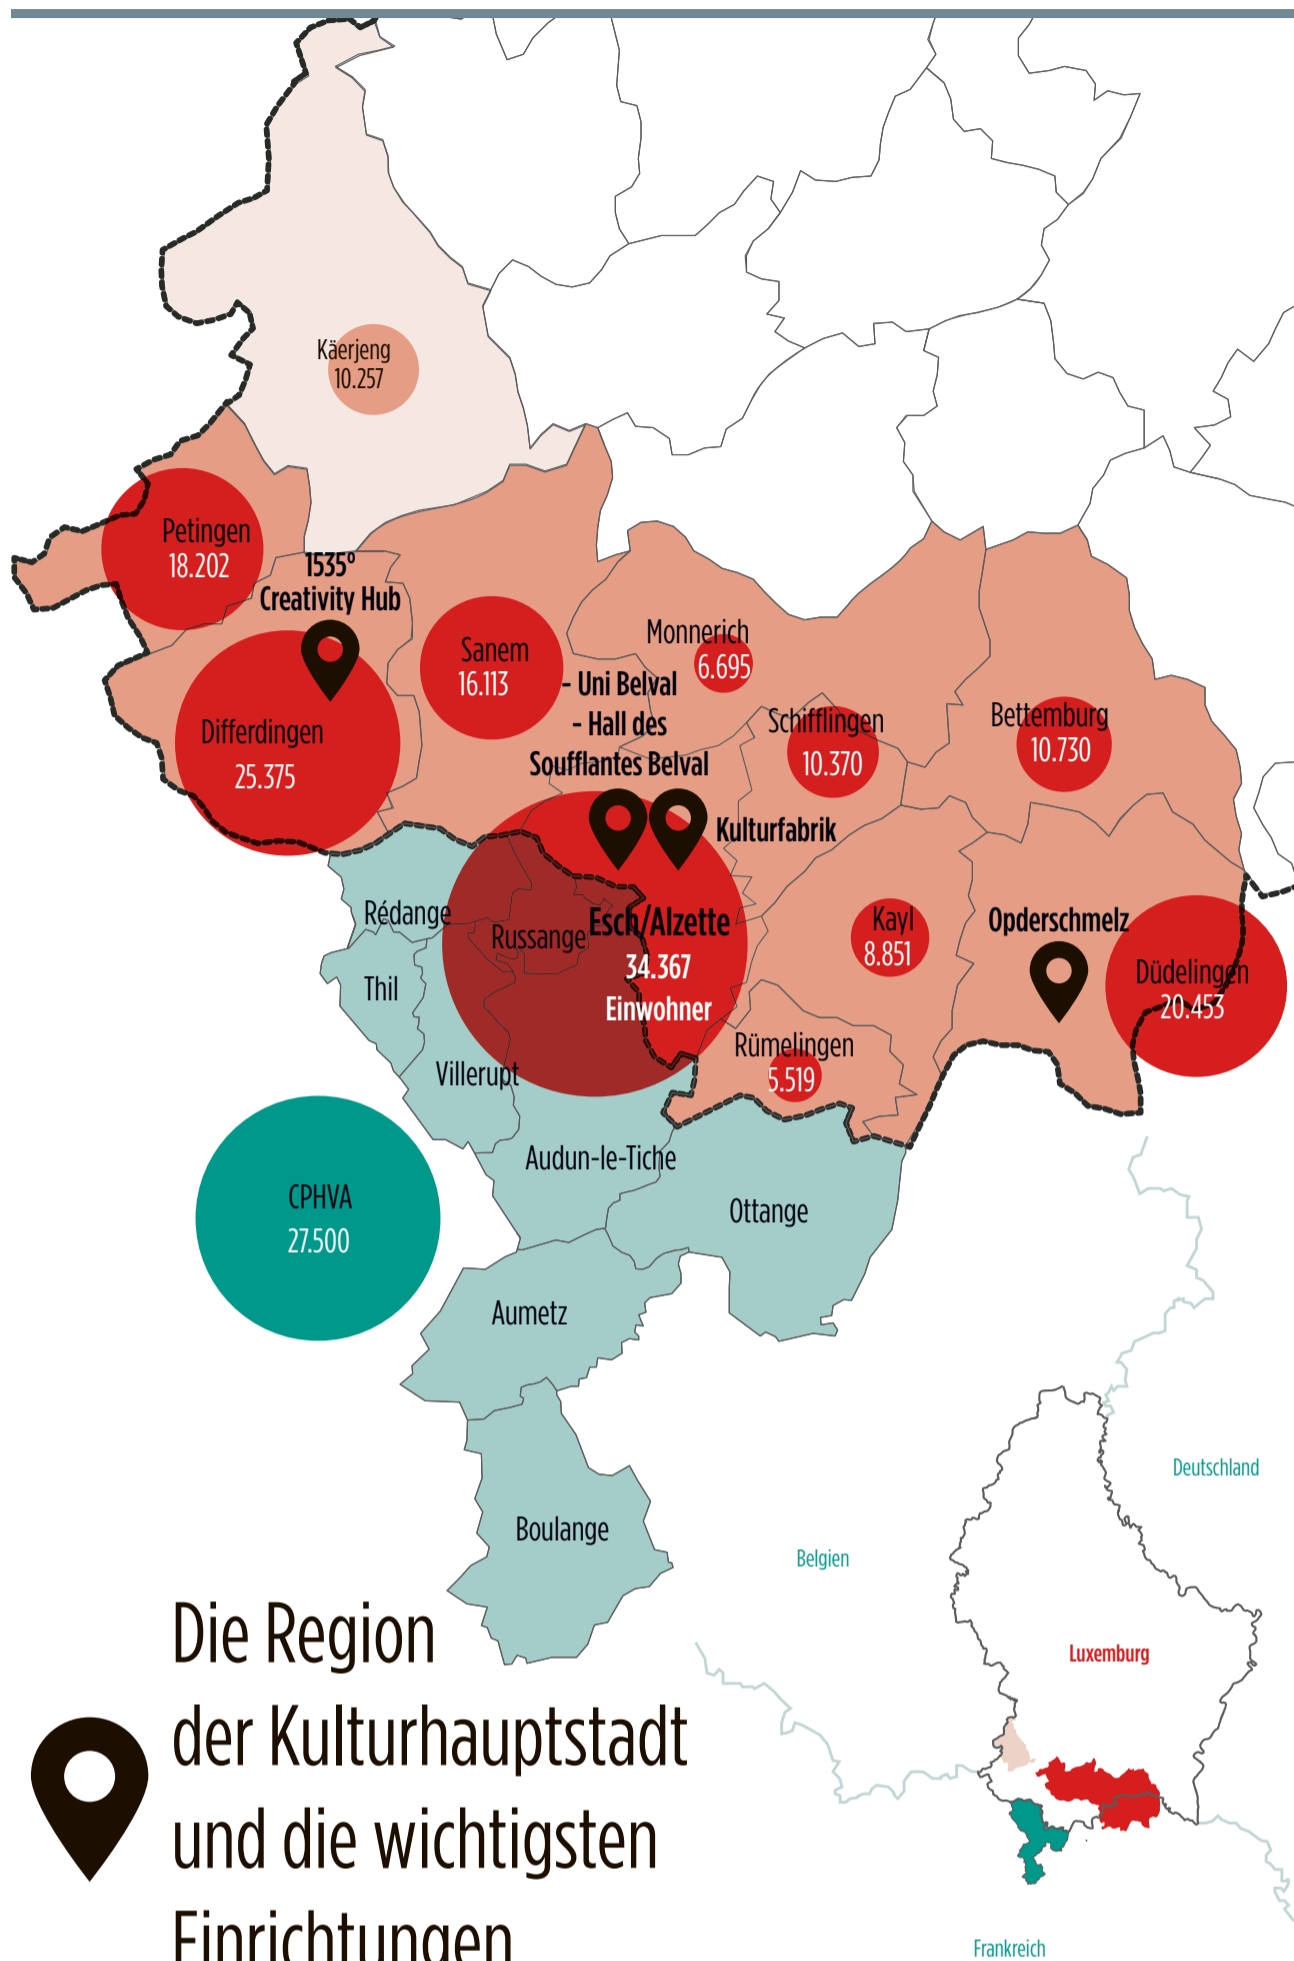 Käerjeng
10.257
Petingen
18.202
1535°
Creativity Hub
Sanem
16.113
Monnerich
6.695
- Uni Belval
- Hall des
Soufflantes Belval
Differdingen
25.375
Schifflingen
10.370
Bettemburg
10.730
Kulturfabrik
Rédange
Russange
Esch/Alzette
34.367
Einwohner
Kayl
8.851
Opderschmelz
Düdelingen
20.453
Thil
Villerupt
Rümelingen
5.519
Audun-le-Tiche
Ottange
CPHVA
27.500
Aumetz
Boulange
Deutschland
Belgien
Luxemburg
Frankreich
Die Region
der Kulturhauptstadt
und die wichtigsten
Einrichtungen